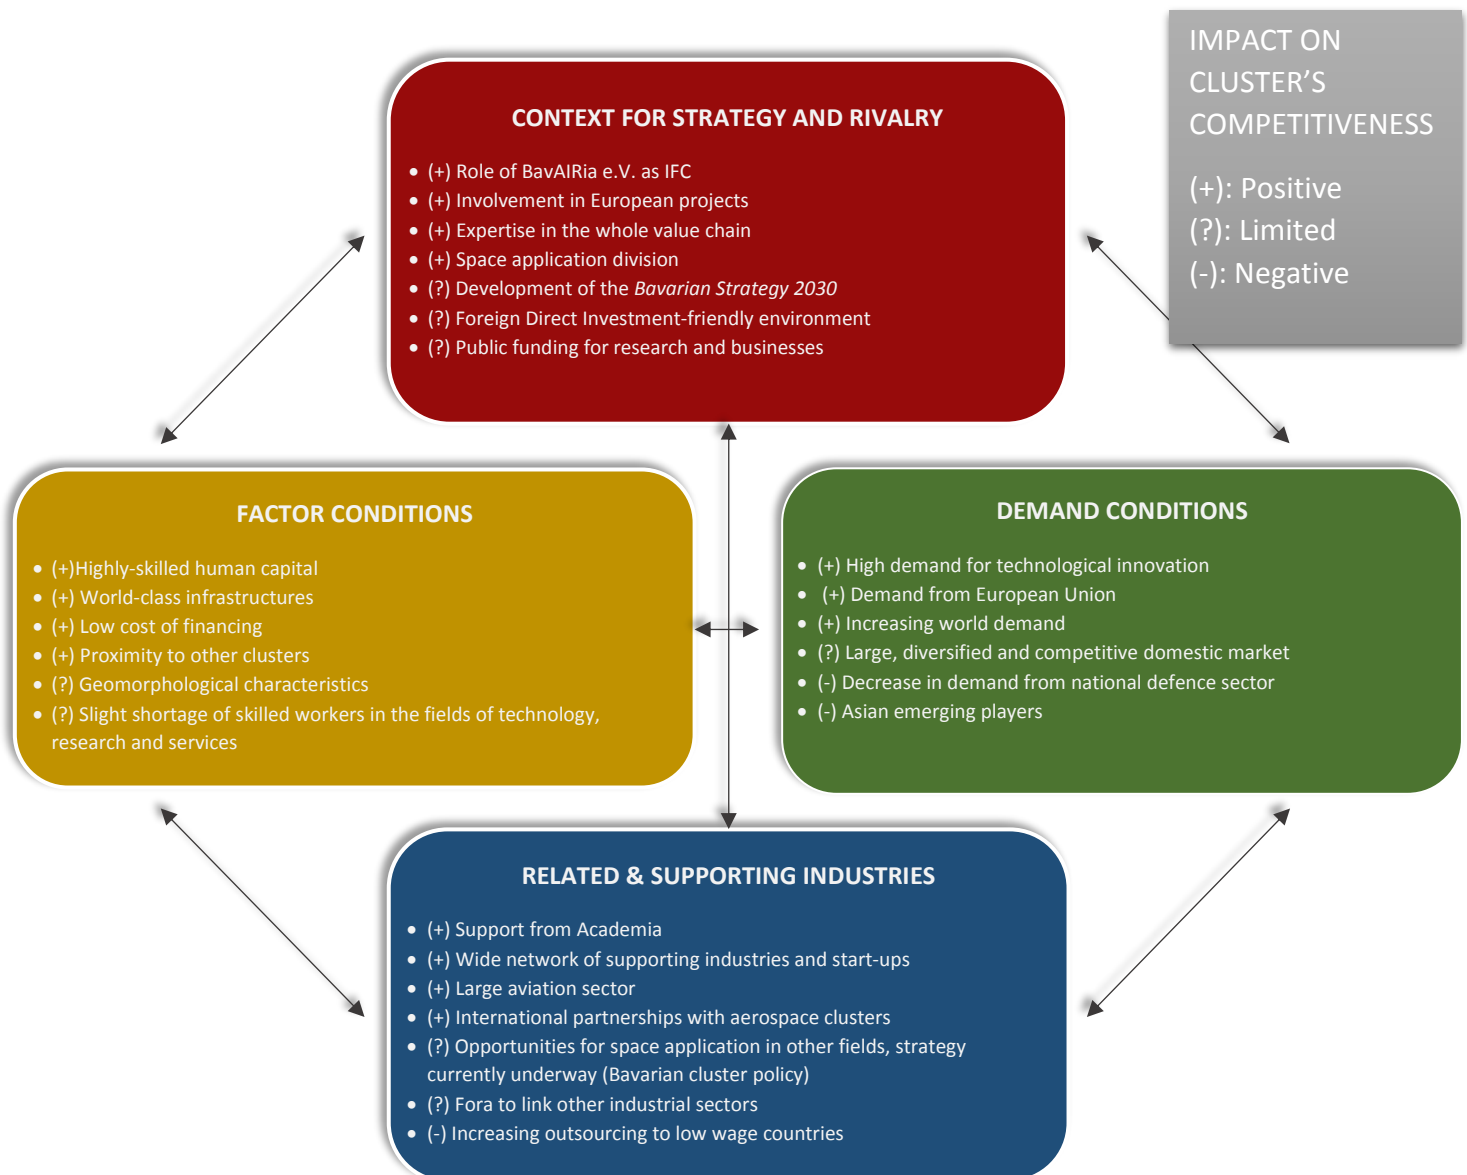 IMPACT ON
CLUSTER’S
COMPETITIVENESS
(+): Positive
(?): Limited
(-): Negative
CONTEXT FOR STRATEGY AND RIVALRY
• (+) Role of BavAIRia e.V. as IFC
• (+) Involvement in European projects
• (+) Expertise in the whole value chain
• (+) Space application division
• (?) Development of the Bavarian Strategy 2030
• (?) Foreign Direct Investment-friendly environment
• (?) Public funding for research and businesses
FACTOR CONDITIONS
• (+)Highly-skilled human capital
• (+) World-class infrastructures
• (+) Low cost of financing
• (+) Proximity to other clusters
• (?) Geomorphological characteristics
• (?) Slight shortage of skilled workers in the fields of technology,
research and services
DEMAND CONDITIONS
• (+) High demand for technological innovation
• (+) Demand from European Union
• (+) Increasing world demand
• (?) Large, diversified and competitive domestic market
• (-) Decrease in demand from national defence sector
• (-) Asian emerging players
RELATED & SUPPORTING INDUSTRIES
• (+) Support from Academia
• (+) Wide network of supporting industries and start-ups
• (+) Large aviation sector
• (+) International partnerships with aerospace clusters
• (?) Opportunities for space application in other fields, strategy
currently underway (Bavarian cluster policy)
• (?) Fora to link other industrial sectors
• (-) Increasing outsourcing to low wage countries